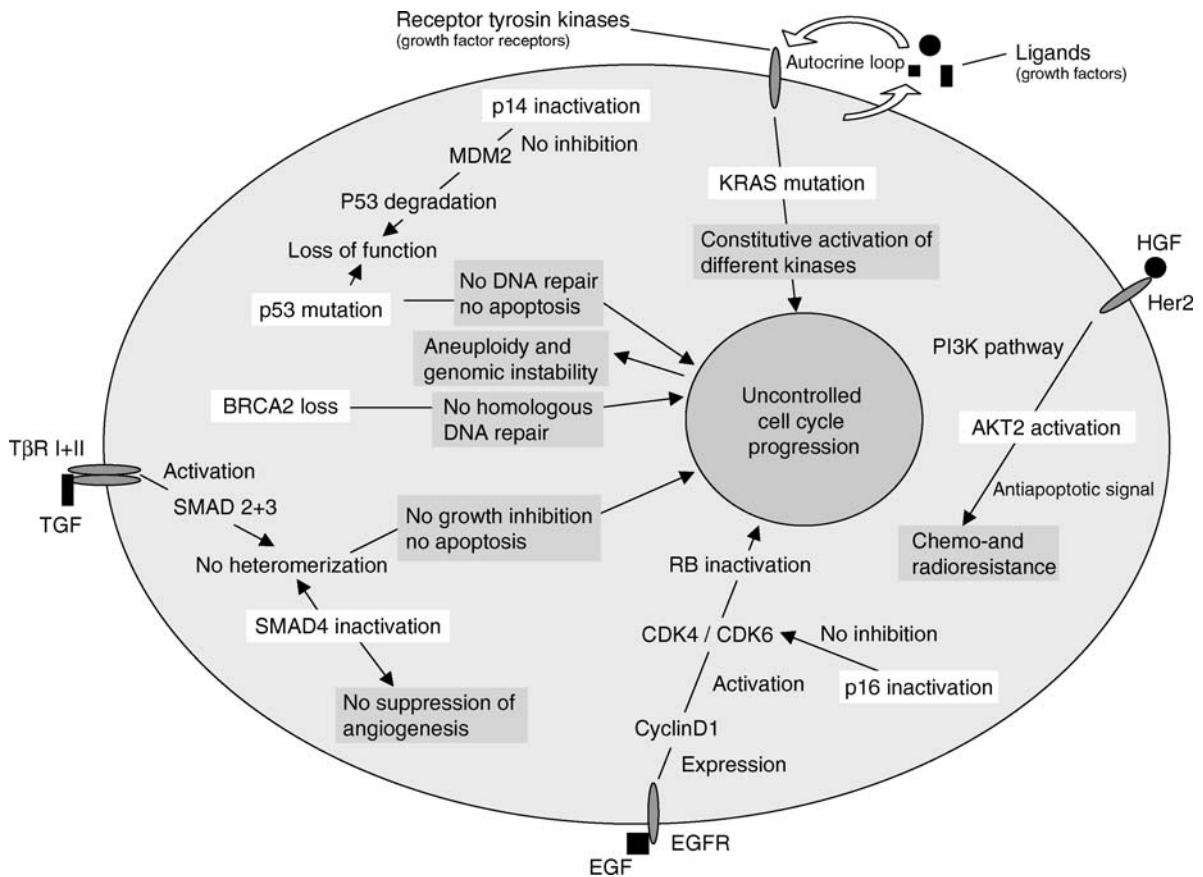 Receptor tyrosin kinases
(growth factor receptors)
Autocrine loop
Ligands
(growth factors)
p14 inactivation
No inhibition
MDM2
P53 degradation
Loss of function
p53 mutation
No DNA repair
no apoptosis
KRAS mutation
Constitutive activation of
different kinases
HGF
Her2
PI3K pathway
AKT2 activation
Antiapoptotic signal
Chemo-and
radioresistance
Aneuploidy and
genomic instability
BRCA2 loss
No homologous
DNA repair
Uncontrolled
cell cycle
progression
TβR I+II
TGF
Activation
SMAD 2+3
No heteromerization
No growth inhibition
no apoptosis
SMAD4 inactivation
No suppression of
angiogenesis
RB inactivation
CDK4 / CDK6
No inhibition
p16 inactivation
Activation
CyclinD1
Expression
EGF
EGFR